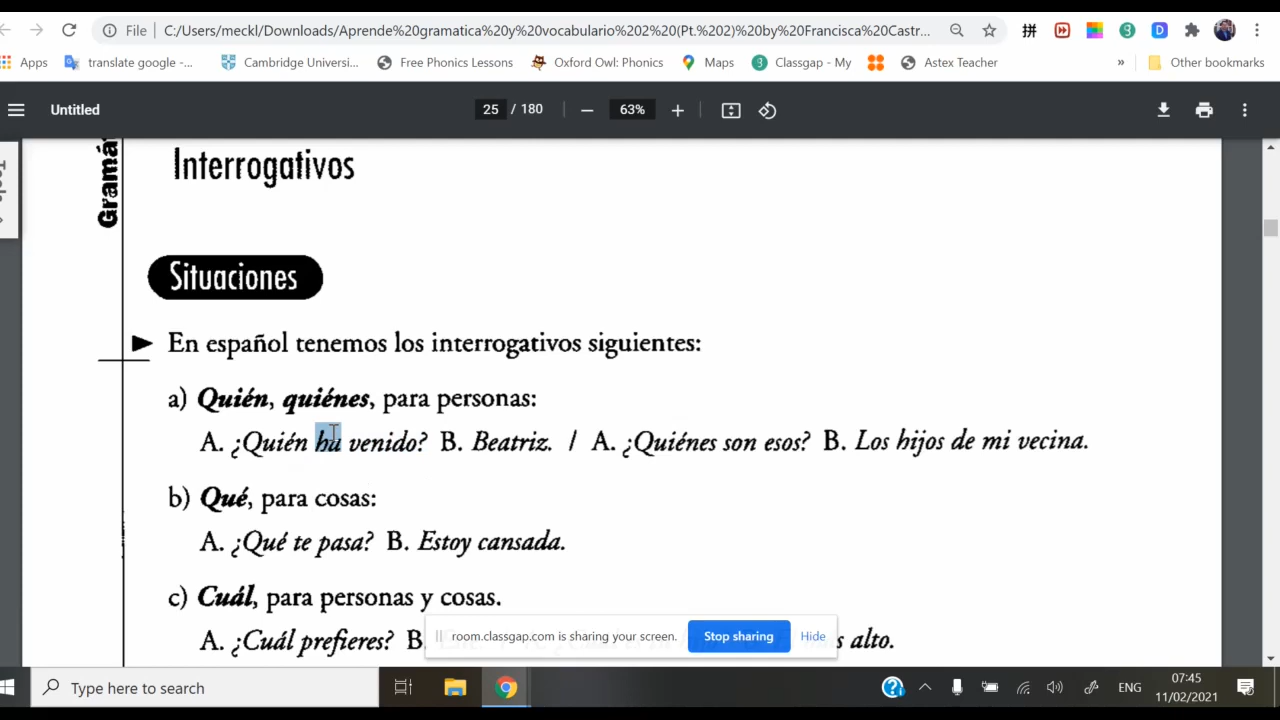 File | C:/Users/meckl/Downloads/Aprende%20gramatica%20y%20vocabulario%202%20(Pt.%202)%20by%20Francisca%20Castr...
Apps translate google -... Cambridge Universi... Free Phonics Lessons Oxford Owl: Phonics Maps Classgap - My Astex Teacher » Other bookmarks
Untitled 25 / 180 63%
Gramá
Interrogativos
Situaciones
En español tenemos los interrogativos siguientes:
a) Quién, quiénes, para personas:
A. ¿Quién ha venido? B. Beatriz. / A. ¿Quiénes son esos? B. Los hijos de mi vecina.
b) Qué, para cosas:
A. ¿Qué te pasa? B. Estoy cansada.
c) Cuál, para personas y cosas.
A. ¿Cuál prefieres? B. s alto.
room.classgap.com is sharing your screen. Stop sharing Hide
Type here to search
ENG
07:45
11/02/2021